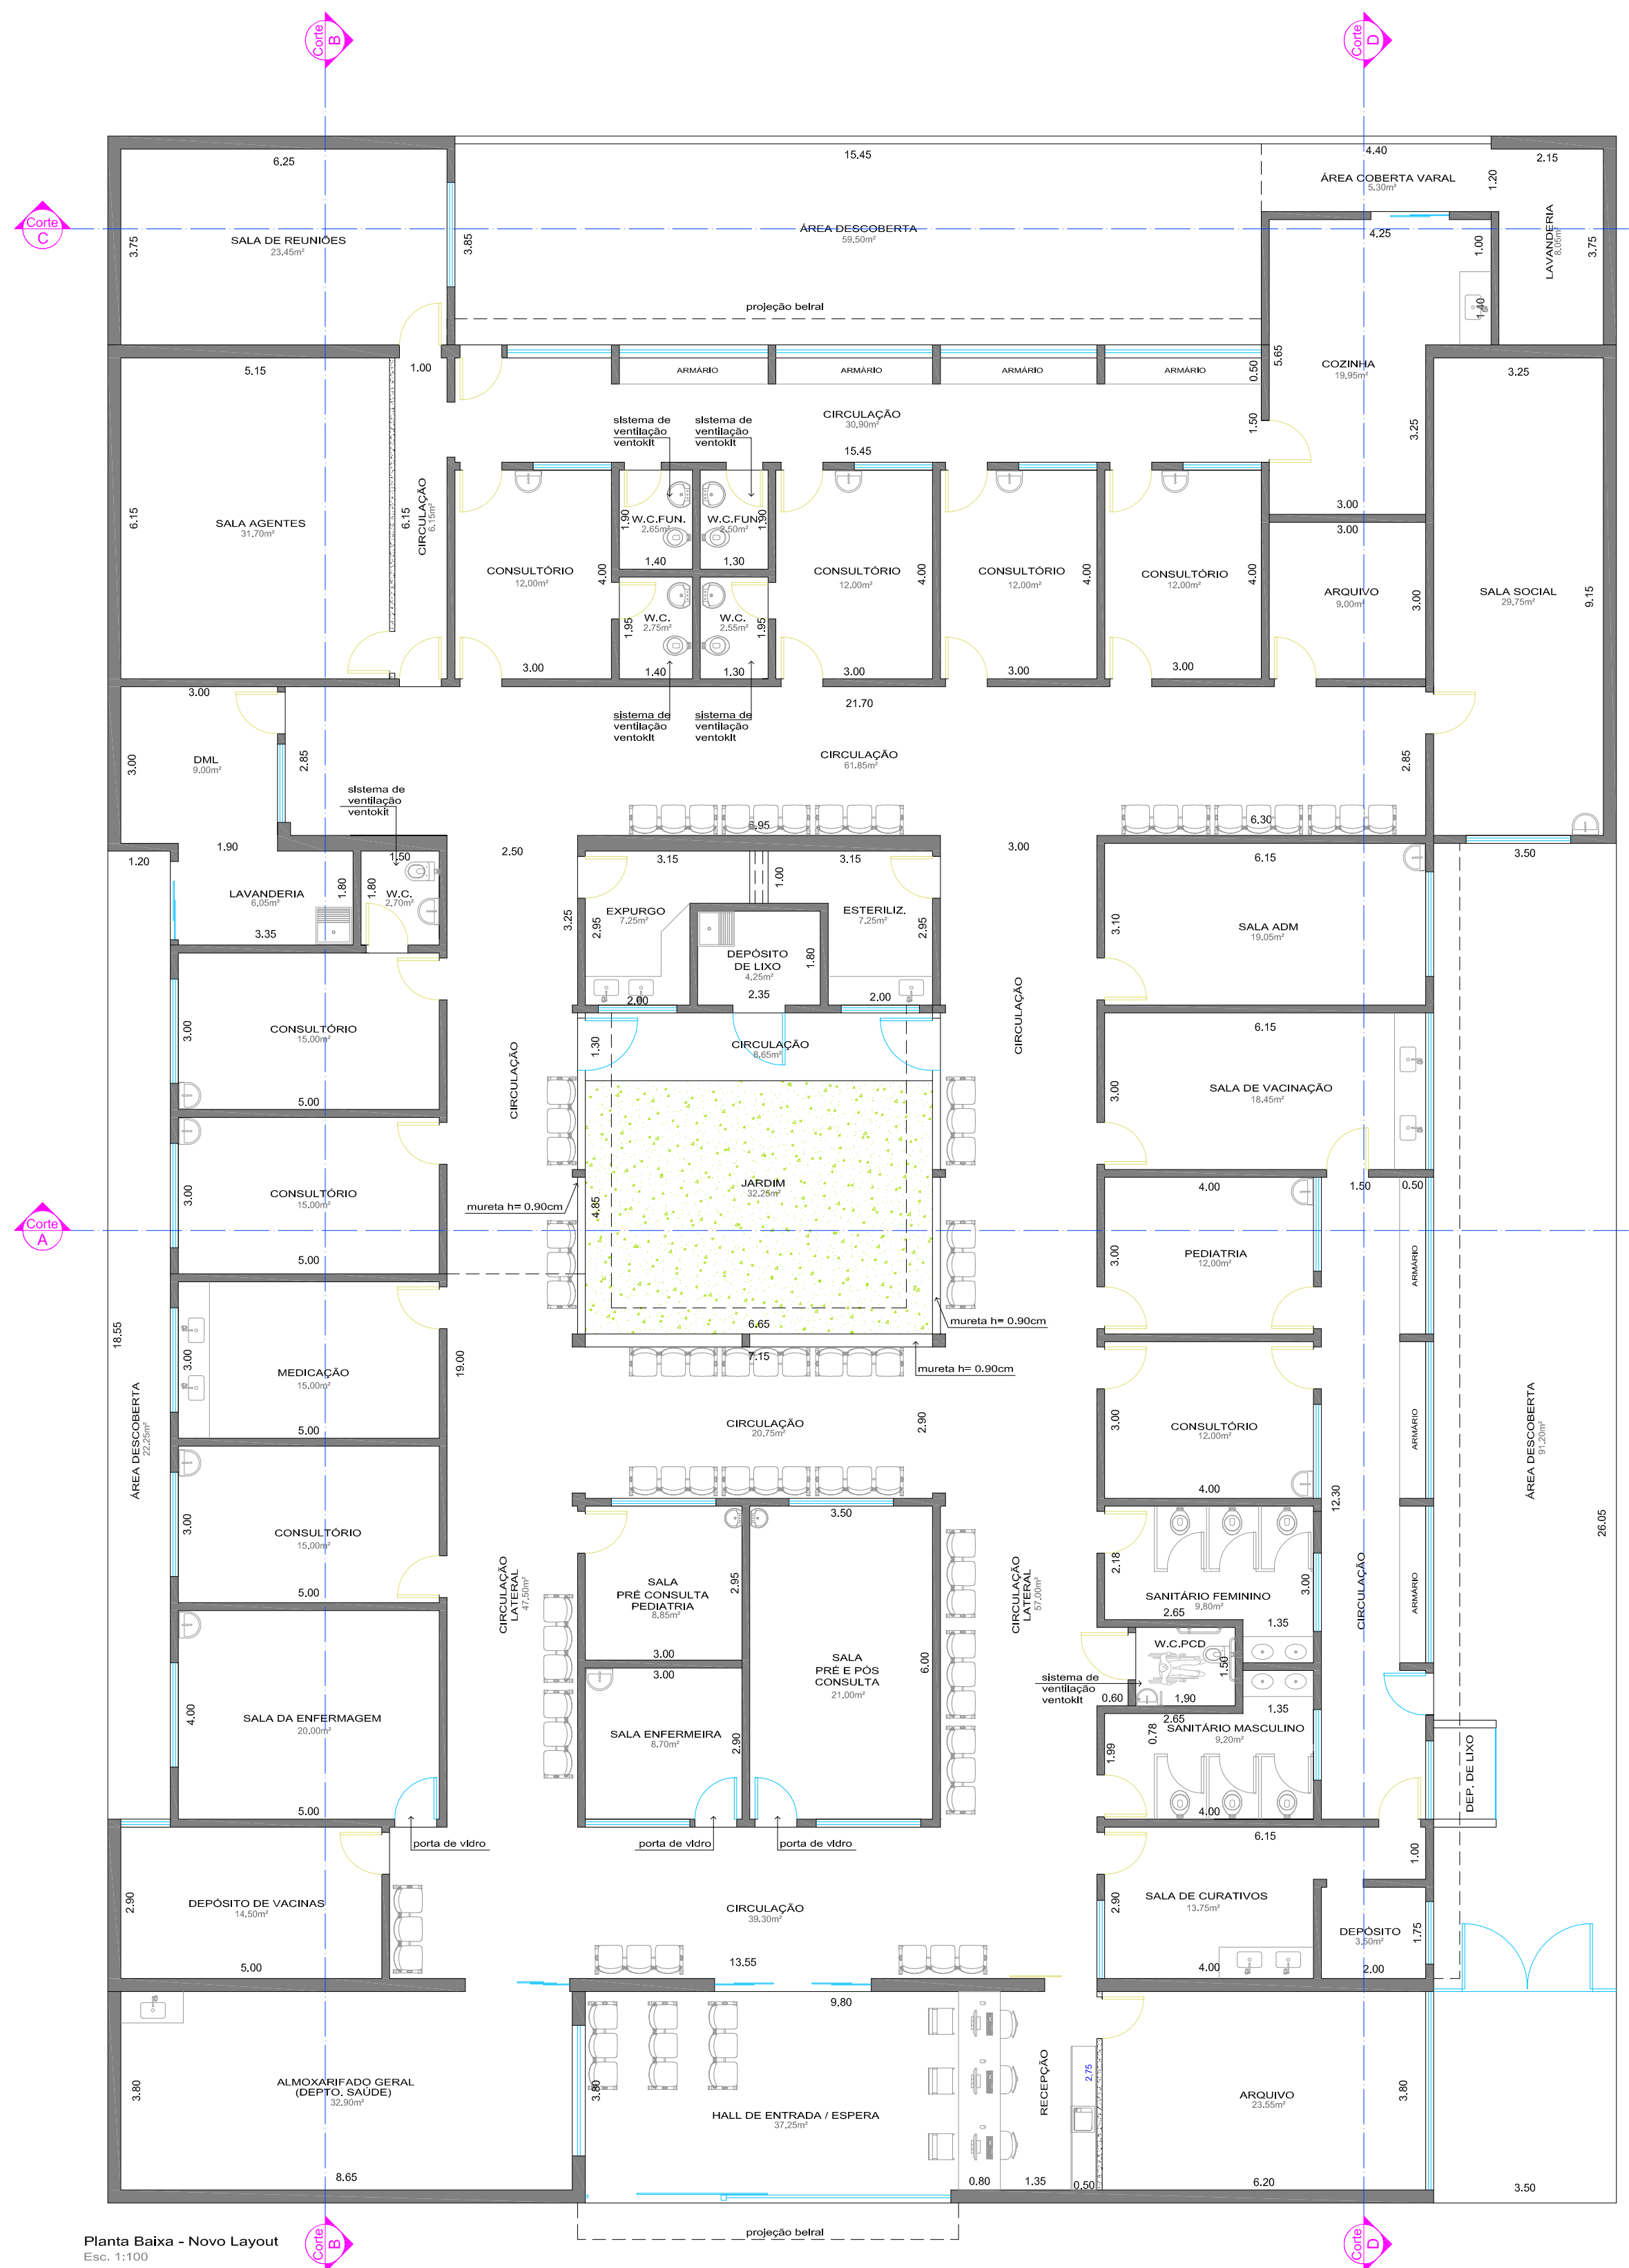 Corte
B
Corte
D
6.25
15.45
4.40
2.15
ÁREA COBERTA VARAL
5.30m²
1.20
Corte
C
3.75
SALA DE REUNIÕES
23.45m²
3.85
ÁREA DESCOBERTA
59.50m²
4.25
1.00
LAVANDERIA
8.05m²
3.75
projeção beiral
1.40
5.15
1.00
ARMÁRIO
ARMÁRIO
ARMÁRIO
ARMÁRIO
0.50
5.65
COZINHA
19.95m²
3.25
sistema de
ventilação
ventokit
sistema de
ventilação
ventokit
CIRCULAÇÃO
30.90m²
15.45
1.50
3.25
6.15
SALA AGENTES
31.70m²
6.15
CIRCULAÇÃO
6.15m²
3.00
3.00
1.90
W.C.FUN.
2.65m²
W.C.FUN.
2.50m²
1.90
1.40
1.30
CONSULTÓRIO
12.00m²
4.00
CONSULTÓRIO
12.00m²
4.00
CONSULTÓRIO
12.00m²
4.00
CONSULTÓRIO
12.00m²
4.00
ARQUIVO
9.00m²
3.00
SALA SOCIAL
29.75m²
9.15
1.95
W.C.
2.75m²
W.C.
2.55m²
1.95
3.00
1.40
1.30
3.00
3.00
3.00
3.00
21.70
sistema de
ventilação
ventokit
sistema de
ventilação
ventokit
3.00
DML
9.00m²
2.85
CIRCULAÇÃO
61.85m²
2.85
sistema de
ventilação
ventokit
6.95
6.30
1.20
1.90
1.50
2.50
3.15
3.15
3.00
6.15
3.50
1.00
LAVANDERIA
6.05m²
1.80
1.80
W.C.
2.70m²
3.35
3.25
2.95
EXPURGO
7.25m²
ESTERILIZ.
7.25m²
2.95
DEPÓSITO
DE LIXO
4.25m²
1.80
2.35
2.00
2.00
3.10
SALA ADM
19.05m²
CIRCULAÇÃO
CIRCULAÇÃO
3.00
CONSULTÓRIO
15.00m²
5.00
1.30
CIRCULAÇÃO
8.65m²
6.15
3.00
SALA DE VACINAÇÃO
18.45m²
Corte
A
3.00
CONSULTÓRIO
15.00m²
5.00
mureta h= 0.90cm
4.85
JARDIM
32.25m²
4.00
1.50
0.50
3.00
PEDIATRIA
12.00m²
ARMÁRIO
6.65
mureta h= 0.90cm
7.15
mureta h= 0.90cm
18.55
ÁREA DESCOBERTA
22.25m²
3.00
MEDICAÇÃO
15.00m²
5.00
19.00
CIRCULAÇÃO
20.75m²
2.90
3.00
CONSULTÓRIO
12.00m²
4.00
ARMÁRIO
ÁREA DESCOBERTA
91.20m²
26.05
12.30
3.00
CONSULTÓRIO
15.00m²
5.00
CIRCULAÇÃO
LATERAL
47.50m²
SALA
PRÉ CONSULTA
PEDIATRIA
8.85m²
2.95
3.00
3.50
SALA
PRÉ E PÓS
CONSULTA
21.00m²
6.00
CIRCULAÇÃO
LATERAL
57.00m²
2.18
SANITÁRIO FEMININO
9.80m²
3.00
2.65
1.35
CIRCULAÇÃO
ARMÁRIO
4.00
SALA DA ENFERMAGEM
20.00m²
5.00
3.00
SALA ENFERMEIRA
8.70m²
2.90
sistema de
ventilação
ventokit
W.C.PCD
1.50
0.60
1.90
1.35
2.65
0.78
1.99
SANITÁRIO MASCULINO
9.20m²
4.00
DEP. DE LIXO
porta de vidro
porta de vidro
porta de vidro
6.15
1.00
2.90
DEPÓSITO DE VACINAS
14.50m²
5.00
CIRCULAÇÃO
39.30m²
13.55
2.90
SALA DE CURATIVOS
13.75m²
4.00
DEPÓSITO
3.50m²
1.75
2.00
9.80
3.80
ALMOXARIFADO GERAL
(DEPTO. SAÚDE)
32.90m²
8.65
3.80
HALL DE ENTRADA / ESPERA
37.25m²
RECEPÇÃO
2,75
0.80
1.35
0,50
ARQUIVO
23.55m²
3.80
6.20
3.50
projeção beiral
Planta Baixa - Novo Layout
Esc. 1:100
Corte
B
Corte
D